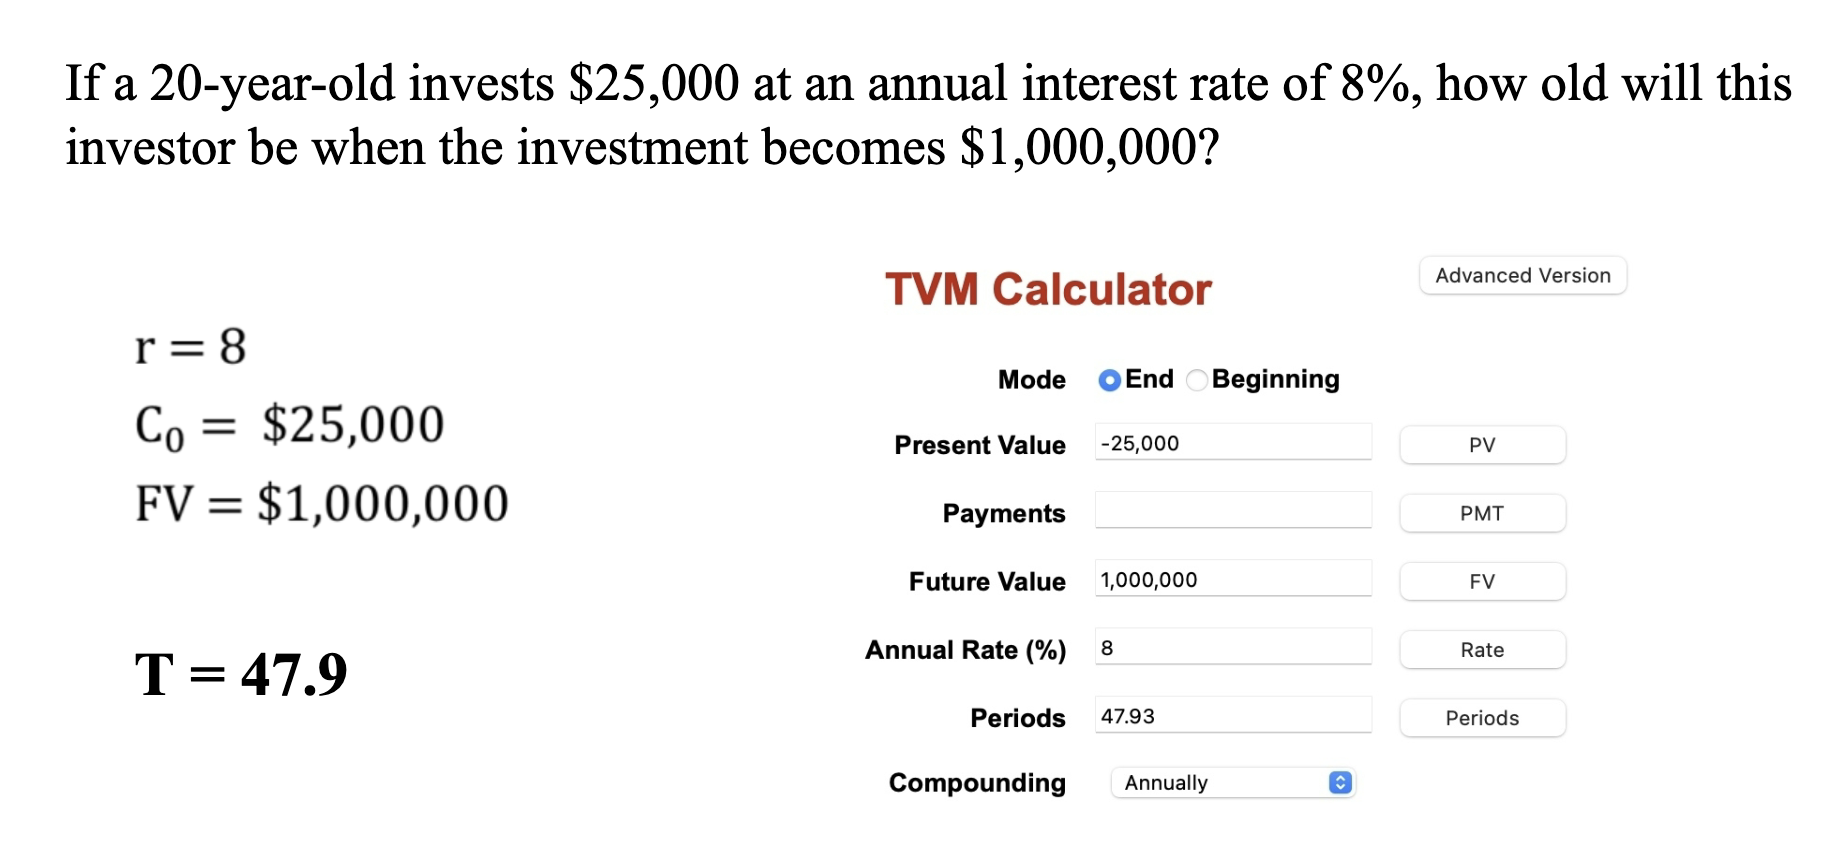 If a 20-year-old invests $25,000 at an annual interest rate of 8%, how old will this
investor be when the investment becomes $1,000,000?
r = 8
C₀ = $25,000
FV = $1,000,000
T = 47.9
TVM Calculator
Advanced Version
Mode End Beginning
Present Value -25,000 PV
Payments PMT
Future Value 1,000,000 FV
Annual Rate (%) 8 Rate
Periods 47.93 Periods
Compounding Annually